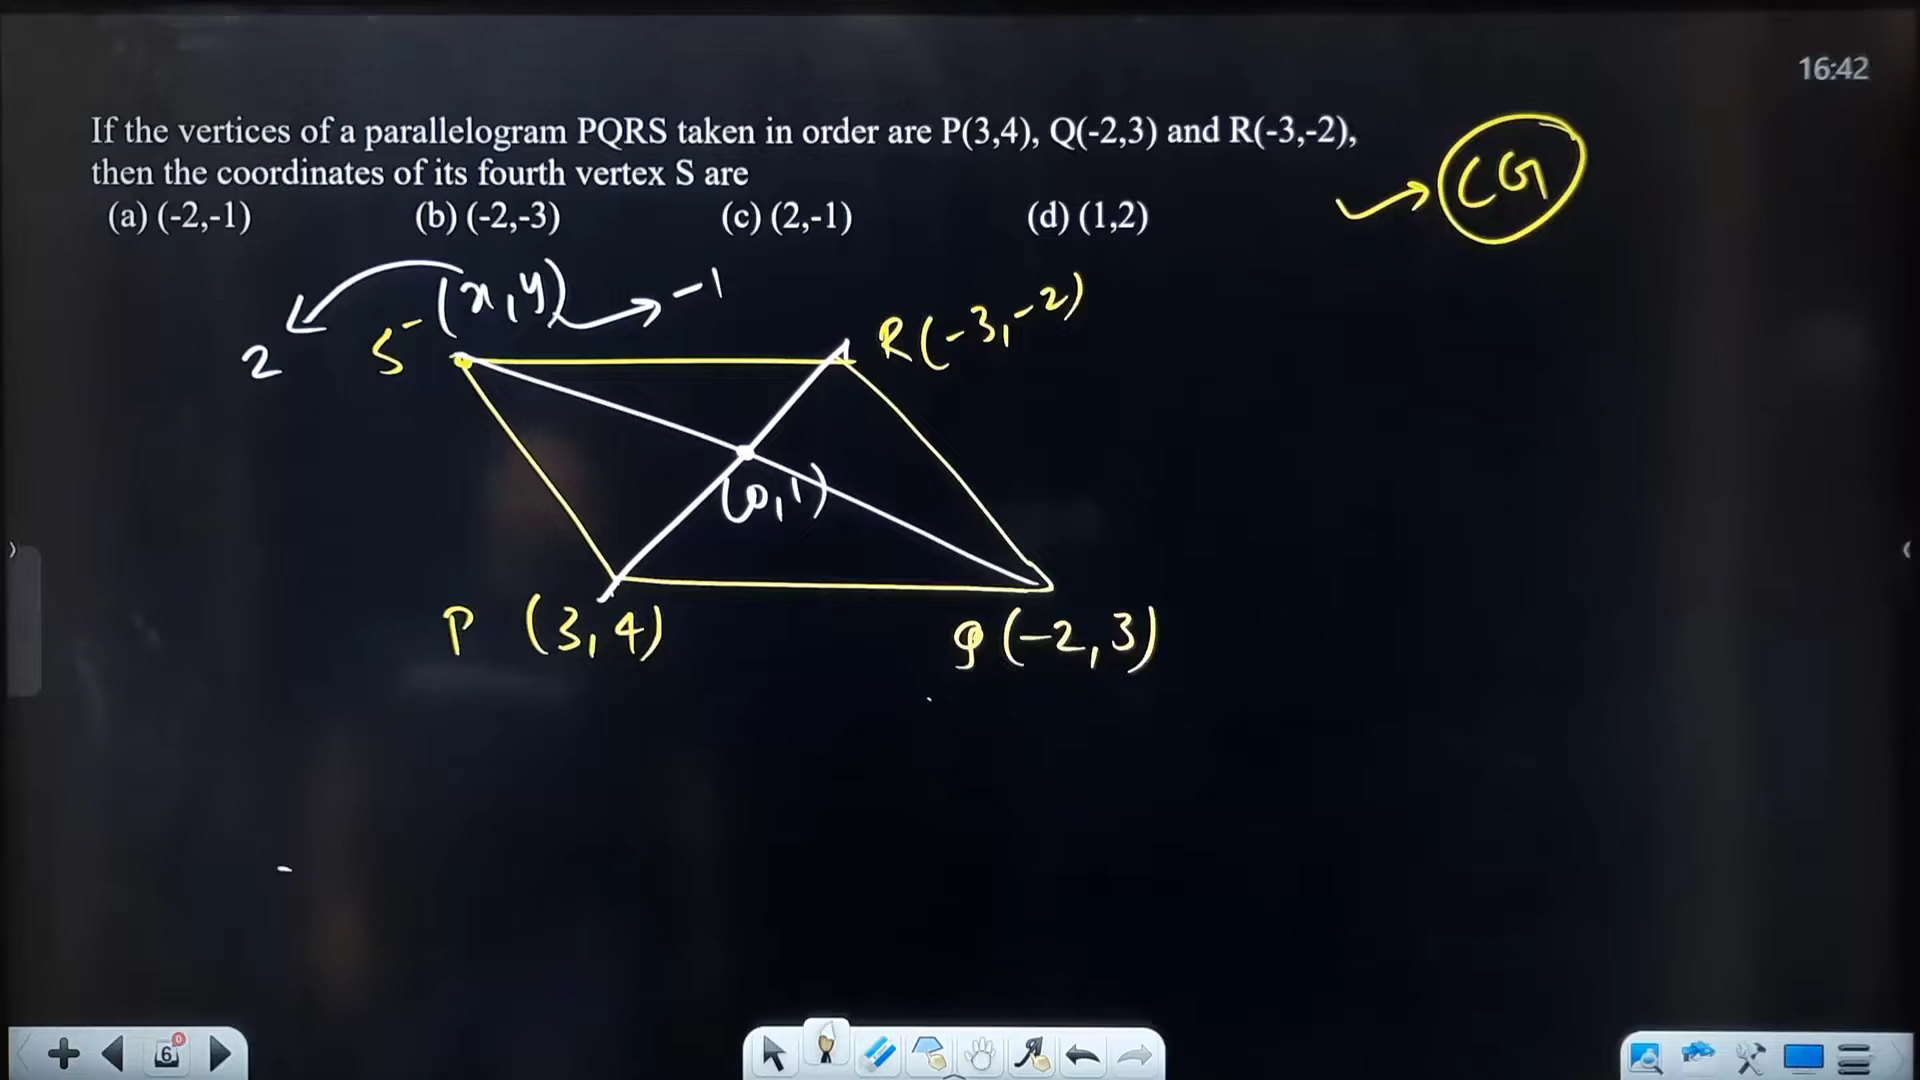 16:42
If the vertices of a parallelogram PQRS taken in order are P(3,4), Q(-2,3) and R(-3,-2),
then the coordinates of its fourth vertex S are
(a) (-2,-1) (b) (-2,-3) (c) (2,-1) (d) (1,2)
CG
(x,y) -1
2 S R(-3,-2)
(0,1)
P (3,4) Q(-2,3)
6
0